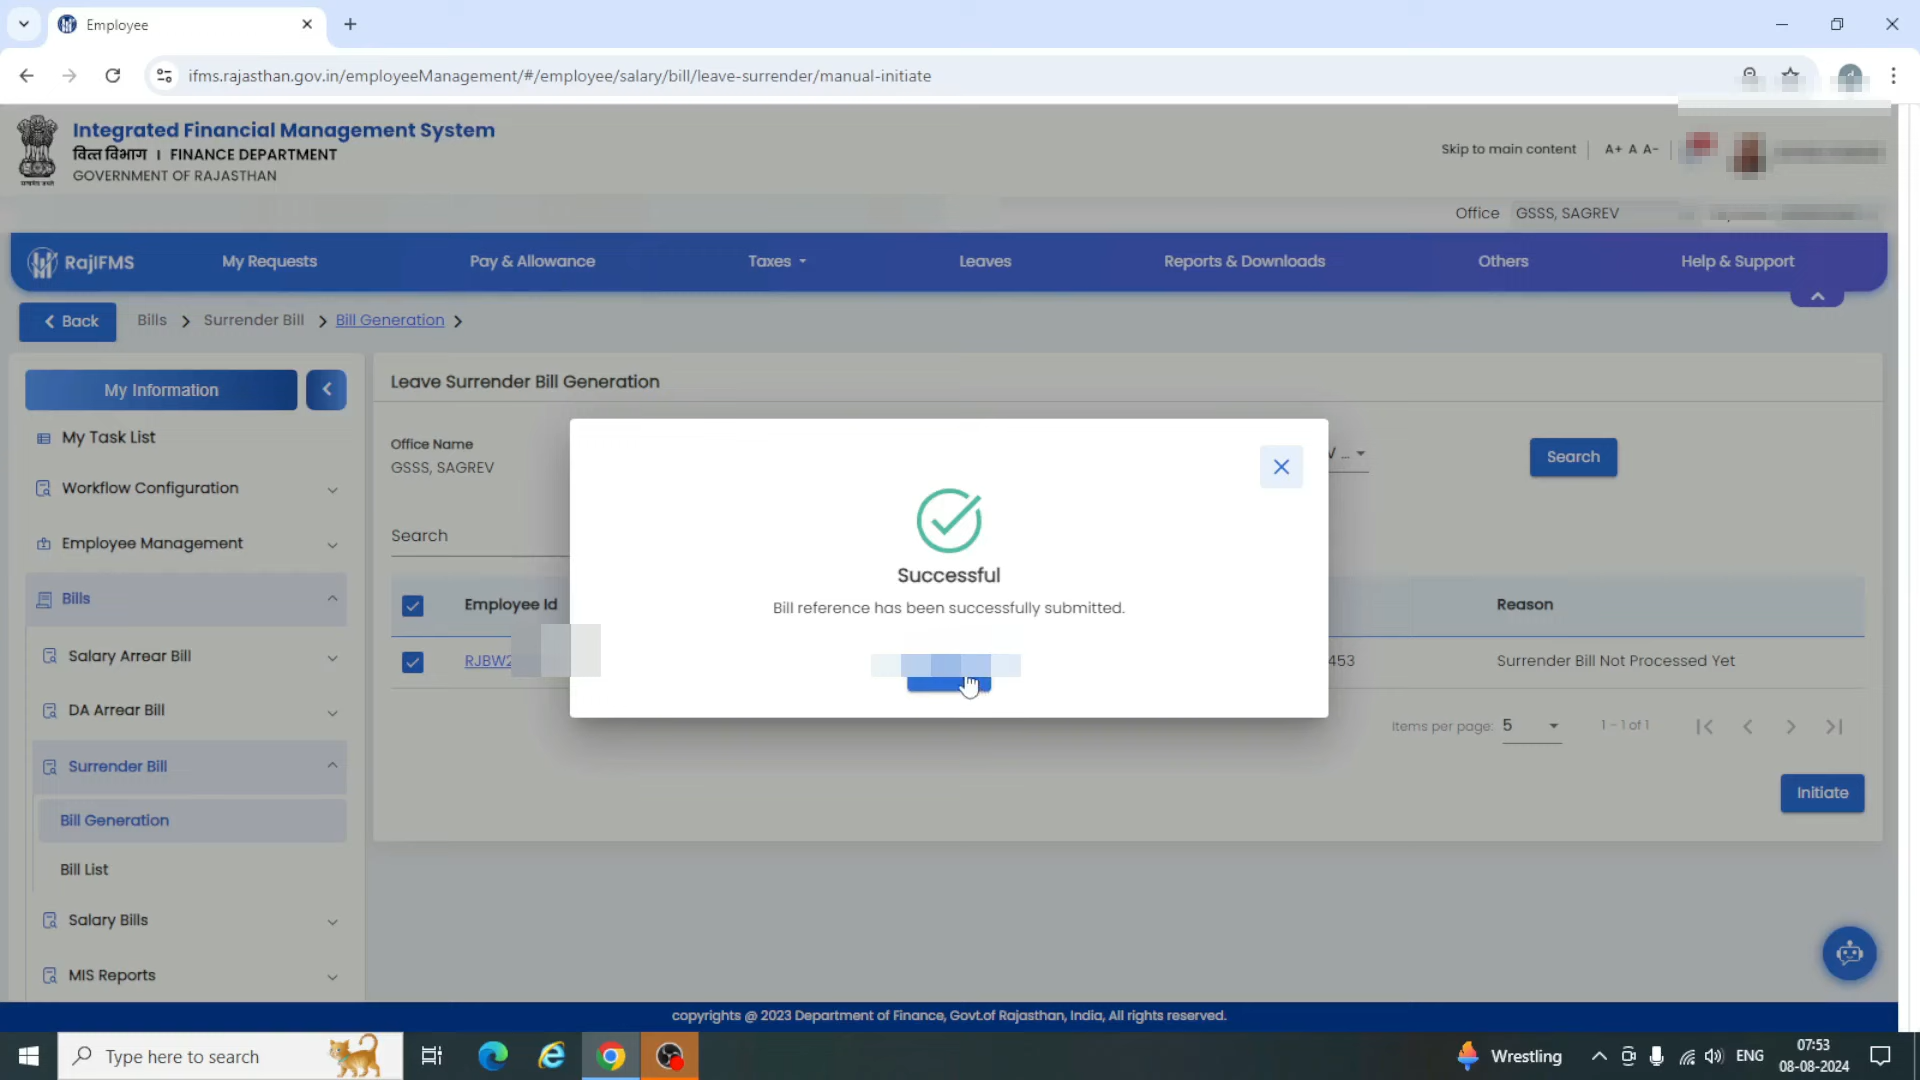 Employee
ifms.rajasthan.gov.in/employeeManagement/#/employee/salary/bill/leave-surrender/manual-initiate
Integrated Financial Management System
वित्त विभाग I FINANCE DEPARTMENT
GOVERNMENT OF RAJASTHAN
सत्यमेव जयते
Skip to main content
A+ A A-
Office GSSS, SAGREV
RajIFMS
My Requests
Pay & Allowance
Taxes
Leaves
Reports & Downloads
Others
Help & Support
Back
Bills
Surrender Bill
Bill Generation
My Information
My Task List
Workflow Configuration
Employee Management
Bills
Salary Arrear Bill
DA Arrear Bill
Surrender Bill
Bill Generation
Bill List
Salary Bills
MIS Reports
Leave Surrender Bill Generation
Office Name
GSSS, SAGREV
V ...
Search
Search
Employee Id
Reason
RJBW2
453
Surrender Bill Not Processed Yet
Successful
Bill reference has been successfully submitted.
Items per page: 5
1 – 1 of 1
Initiate
copyrights @ 2023 Department of Finance, Govt.of Rajasthan, India, All rights reserved.
Type here to search
Wrestling
ENG
07:53
08-08-2024